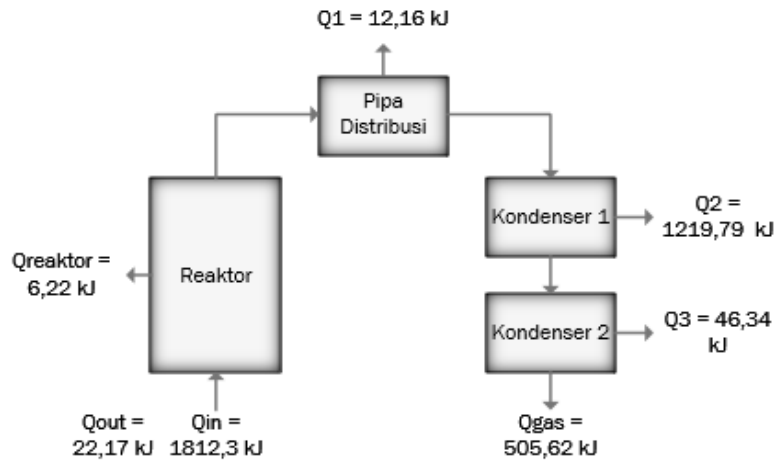 Q1 = 12,16 kJ
Pipa
Distribusi
Kondenser 1
Q2 =
1219,79 kJ
Qreaktor =
6,22 kJ
Reaktor
Kondenser 2
Q3 = 46,34
kJ
Qout =
22,17 kJ
Qin =
1812,3 kJ
Qgas =
505,62 kJ